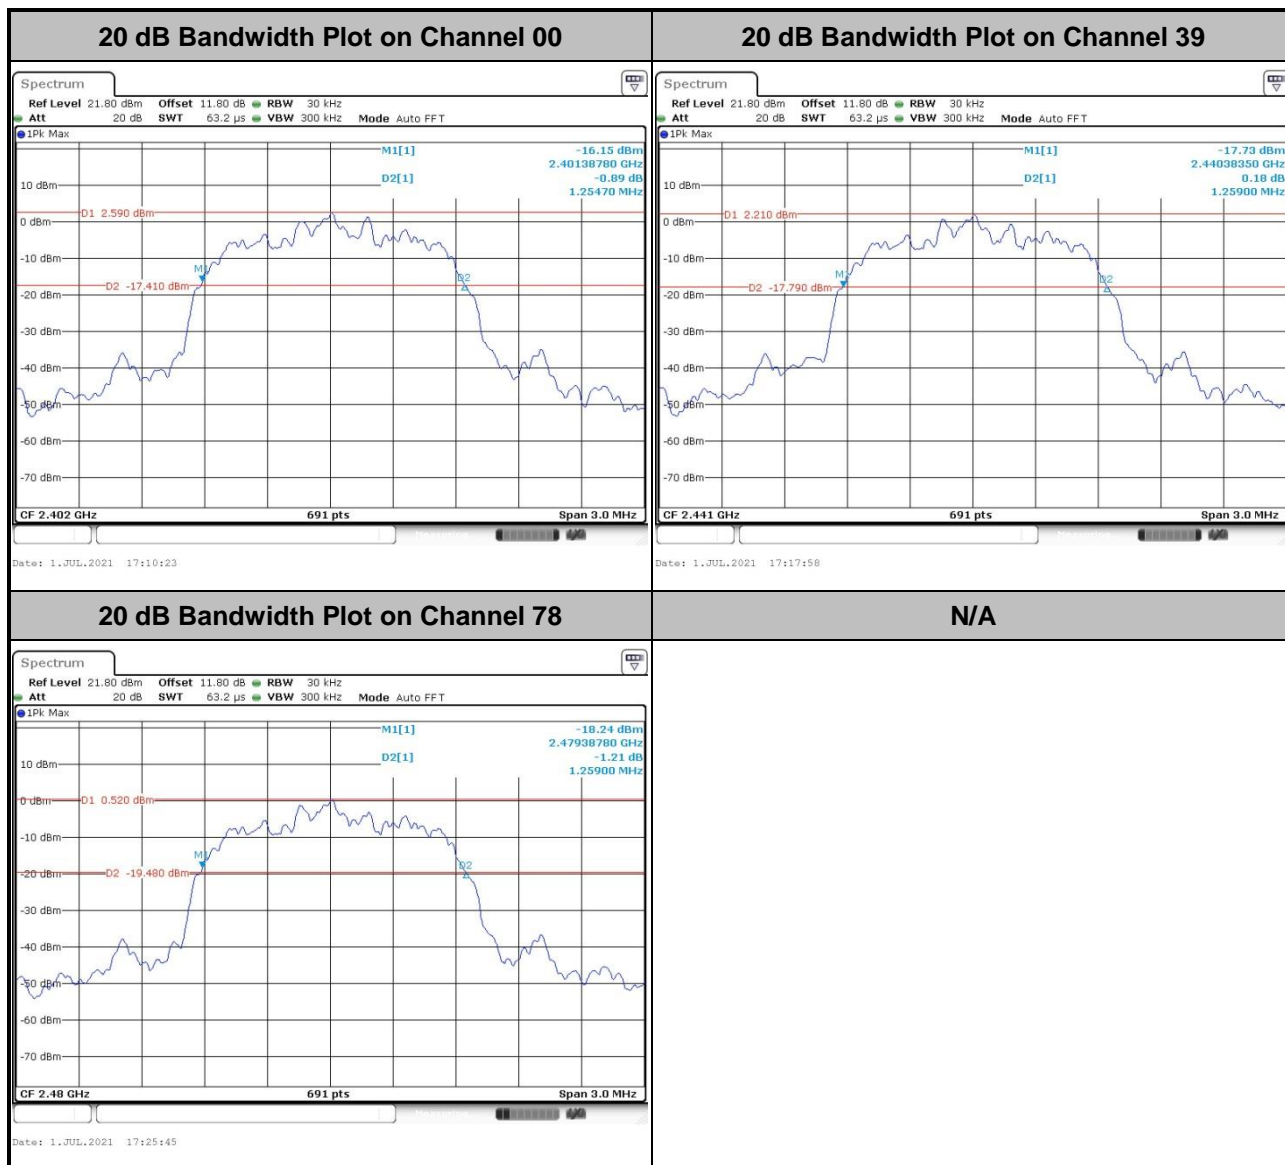 20 dB Bandwidth Plot on Channel 00
Spectrum
Ref Level 21.80 dBm Offset 11.80 dB RBW 30 kHz
Att 20 dB SWT 63.2 µs VBW 300 kHz Mode Auto FFT
1Pk Max
M1[1] -16.15 dBm
2.40138780 GHz
D2[1] -0.89 dB
1.25470 MHz
10 dBm
D1 2.590 dBm
0 dBm
-10 dBm
M1
D2
D2 -17.410 dBm
-20 dBm
-30 dBm
-40 dBm
-50 dBm
-60 dBm
-70 dBm
CF 2.402 GHz 691 pts Span 3.0 MHz
Measuring
Date: 1.JUL.2021 17:10:23
20 dB Bandwidth Plot on Channel 39
Spectrum
Ref Level 21.80 dBm Offset 11.80 dB RBW 30 kHz
Att 20 dB SWT 63.2 µs VBW 300 kHz Mode Auto FFT
1Pk Max
M1[1] -17.73 dBm
2.44038350 GHz
D2[1] 0.18 dB
1.25900 MHz
10 dBm
D1 2.210 dBm
0 dBm
-10 dBm
M1
D2
D2 -17.790 dBm
-20 dBm
-30 dBm
-40 dBm
-50 dBm
-60 dBm
-70 dBm
CF 2.441 GHz 691 pts Span 3.0 MHz
Measuring
Date: 1.JUL.2021 17:17:58
20 dB Bandwidth Plot on Channel 78
Spectrum
Ref Level 21.80 dBm Offset 11.80 dB RBW 30 kHz
Att 20 dB SWT 63.2 µs VBW 300 kHz Mode Auto FFT
1Pk Max
M1[1] -18.24 dBm
2.47938780 GHz
D2[1] -1.21 dB
1.25900 MHz
10 dBm
0 dBm
D1 0.520 dBm
-10 dBm
M1
D2
D2 -19.480 dBm
-20 dBm
-30 dBm
-40 dBm
-50 dBm
-60 dBm
-70 dBm
CF 2.48 GHz 691 pts Span 3.0 MHz
Measuring
Date: 1.JUL.2021 17:25:45
N/A